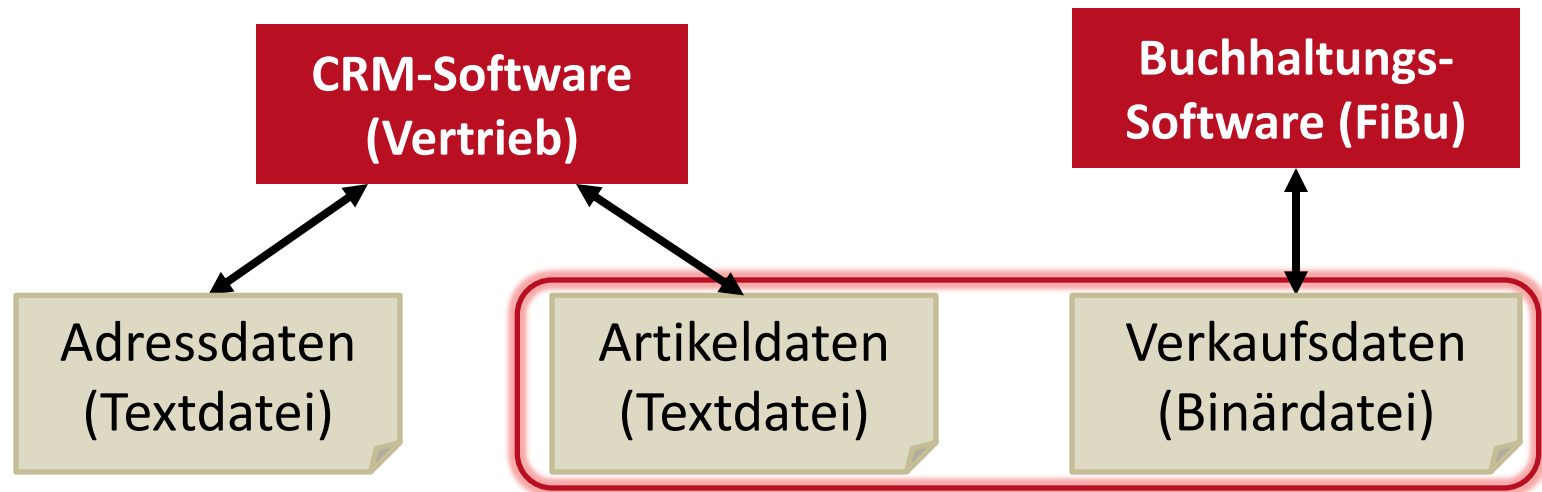 CRM-Software
(Vertrieb)
Buchhaltungs-
Software (FiBu)
Adressdaten
(Textdatei)
Artikeldaten
(Textdatei)
Verkaufsdaten
(Binärdatei)